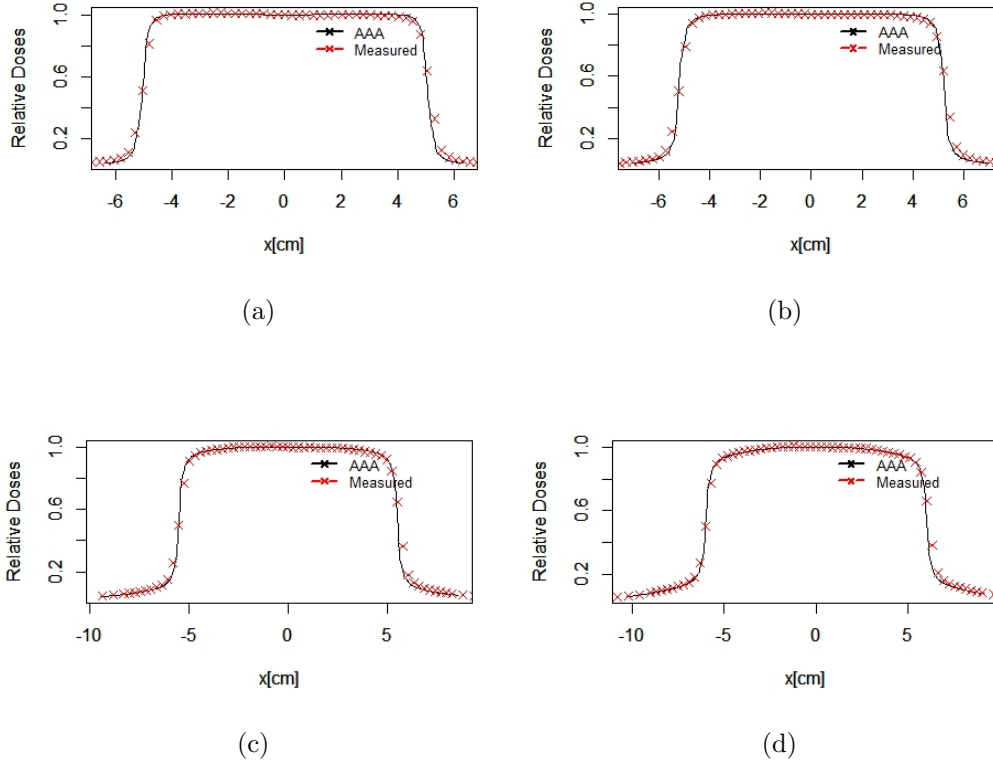 Relative Doses
0.2 0.6 1.0
AAA
Measured
-6 -4 -2 0 2 4 6
x[cm]
(a)
Relative Doses
0.2 0.6 1.0
AAA
Measured
-6 -4 -2 0 2 4 6
x[cm]
(b)
Relative Doses
0.2 0.6 1.0
AAA
Measured
-10 -5 0 5
x[cm]
(c)
Relative Doses
0.2 0.6 1.0
AAA
Measured
-10 -5 0 5
x[cm]
(d)